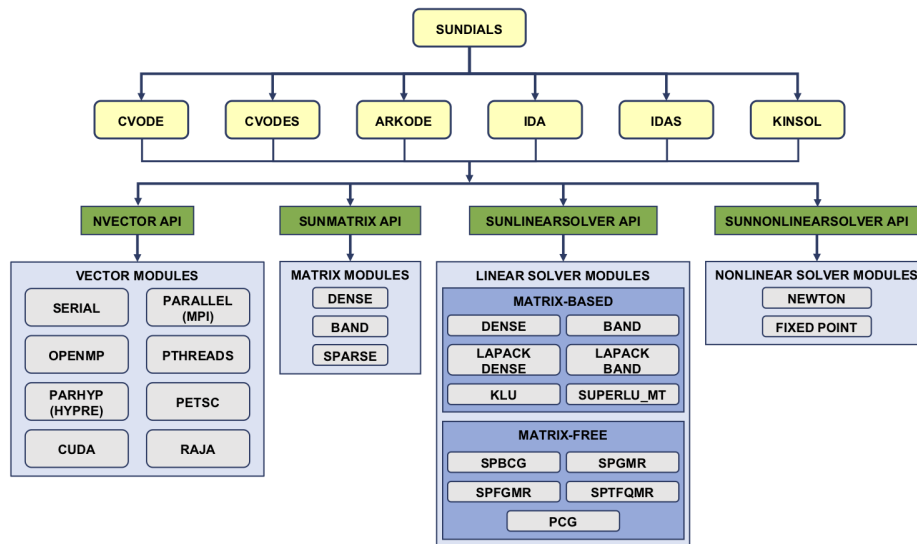 SUNDIALS
CVODE
CVODES
ARKODE
IDA
IDAS
KINSOL
NVECTOR API
SUNMATRIX API
SUNLINEARSOLVER API
SUNNONLINEARSOLVER API
VECTOR MODULES
SERIAL
PARALLEL
(MPI)
OPENMP
PTHREADS
PARHYP
(HYPRE)
PETSC
CUDA
RAJA
MATRIX MODULES
DENSE
BAND
SPARSE
LINEAR SOLVER MODULES
MATRIX-BASED
DENSE
BAND
LAPACK
DENSE
LAPACK
BAND
KLU
SUPERLU_MT
MATRIX-FREE
SPBCG
SPGMR
SPFGMR
SPTFQMR
PCG
NONLINEAR SOLVER MODULES
NEWTON
FIXED POINT